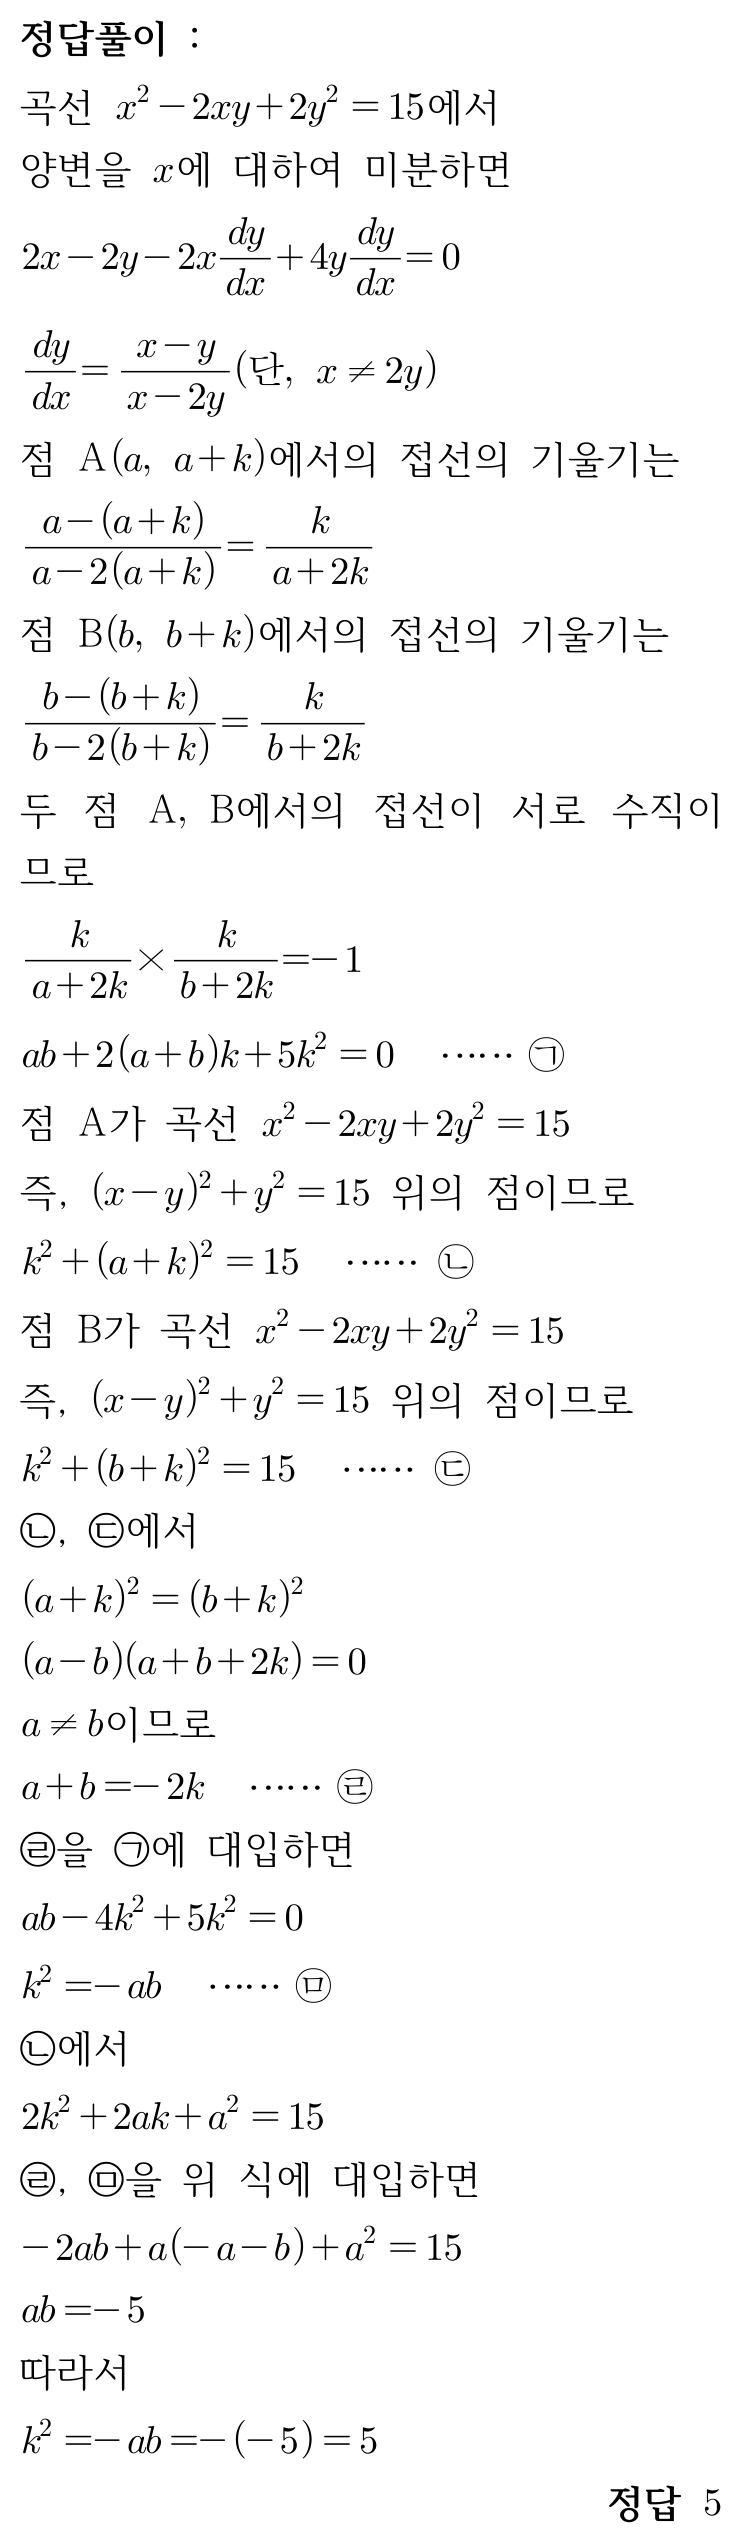 정답풀이 :
곡선 x² − 2xy + 2y² = 15에서
양변을 x에 대하여 미분하면
2x − 2y − 2x dy/dx + 4y dy/dx = 0
dy/dx = (x − y)/(x − 2y) (단, x ≠ 2y)
점 A(a, a + k)에서의 접선의 기울기는
(a − (a + k))/(a − 2(a + k)) = k/(a + 2k)
점 B(b, b + k)에서의 접선의 기울기는
(b − (b + k))/(b − 2(b + k)) = k/(b + 2k)
두 점 A, B에서의 접선이 서로 수직이
므로
k/(a + 2k) × k/(b + 2k) = −1
ab + 2(a + b)k + 5k² = 0 ⋯⋯ ㉠
점 A가 곡선 x² − 2xy + 2y² = 15
즉, (x − y)² + y² = 15 위의 점이므로
k² + (a + k)² = 15 ⋯⋯ ㉡
점 B가 곡선 x² − 2xy + 2y² = 15
즉, (x − y)² + y² = 15 위의 점이므로
k² + (b + k)² = 15 ⋯⋯ ㉢
㉡, ㉢에서
(a + k)² = (b + k)²
(a − b)(a + b + 2k) = 0
a ≠ b이므로
a + b = −2k ⋯⋯ ㉣
㉣을 ㉠에 대입하면
ab − 4k² + 5k² = 0
k² = −ab ⋯⋯ ㉤
㉡에서
2k² + 2ak + a² = 15
㉣, ㉤을 위 식에 대입하면
−2ab + a(−a − b) + a² = 15
ab = −5
따라서
k² = −ab = −(−5) = 5
정답 5